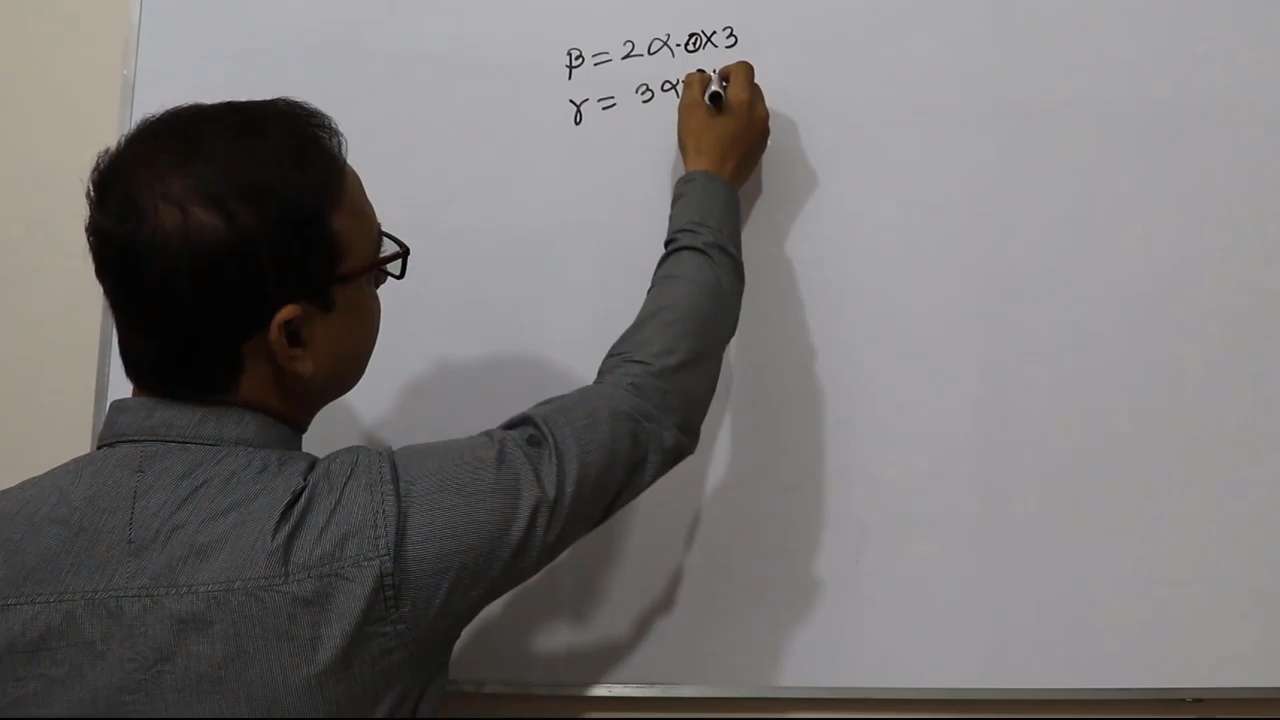 β = 2α - ① × 3
γ = 3α